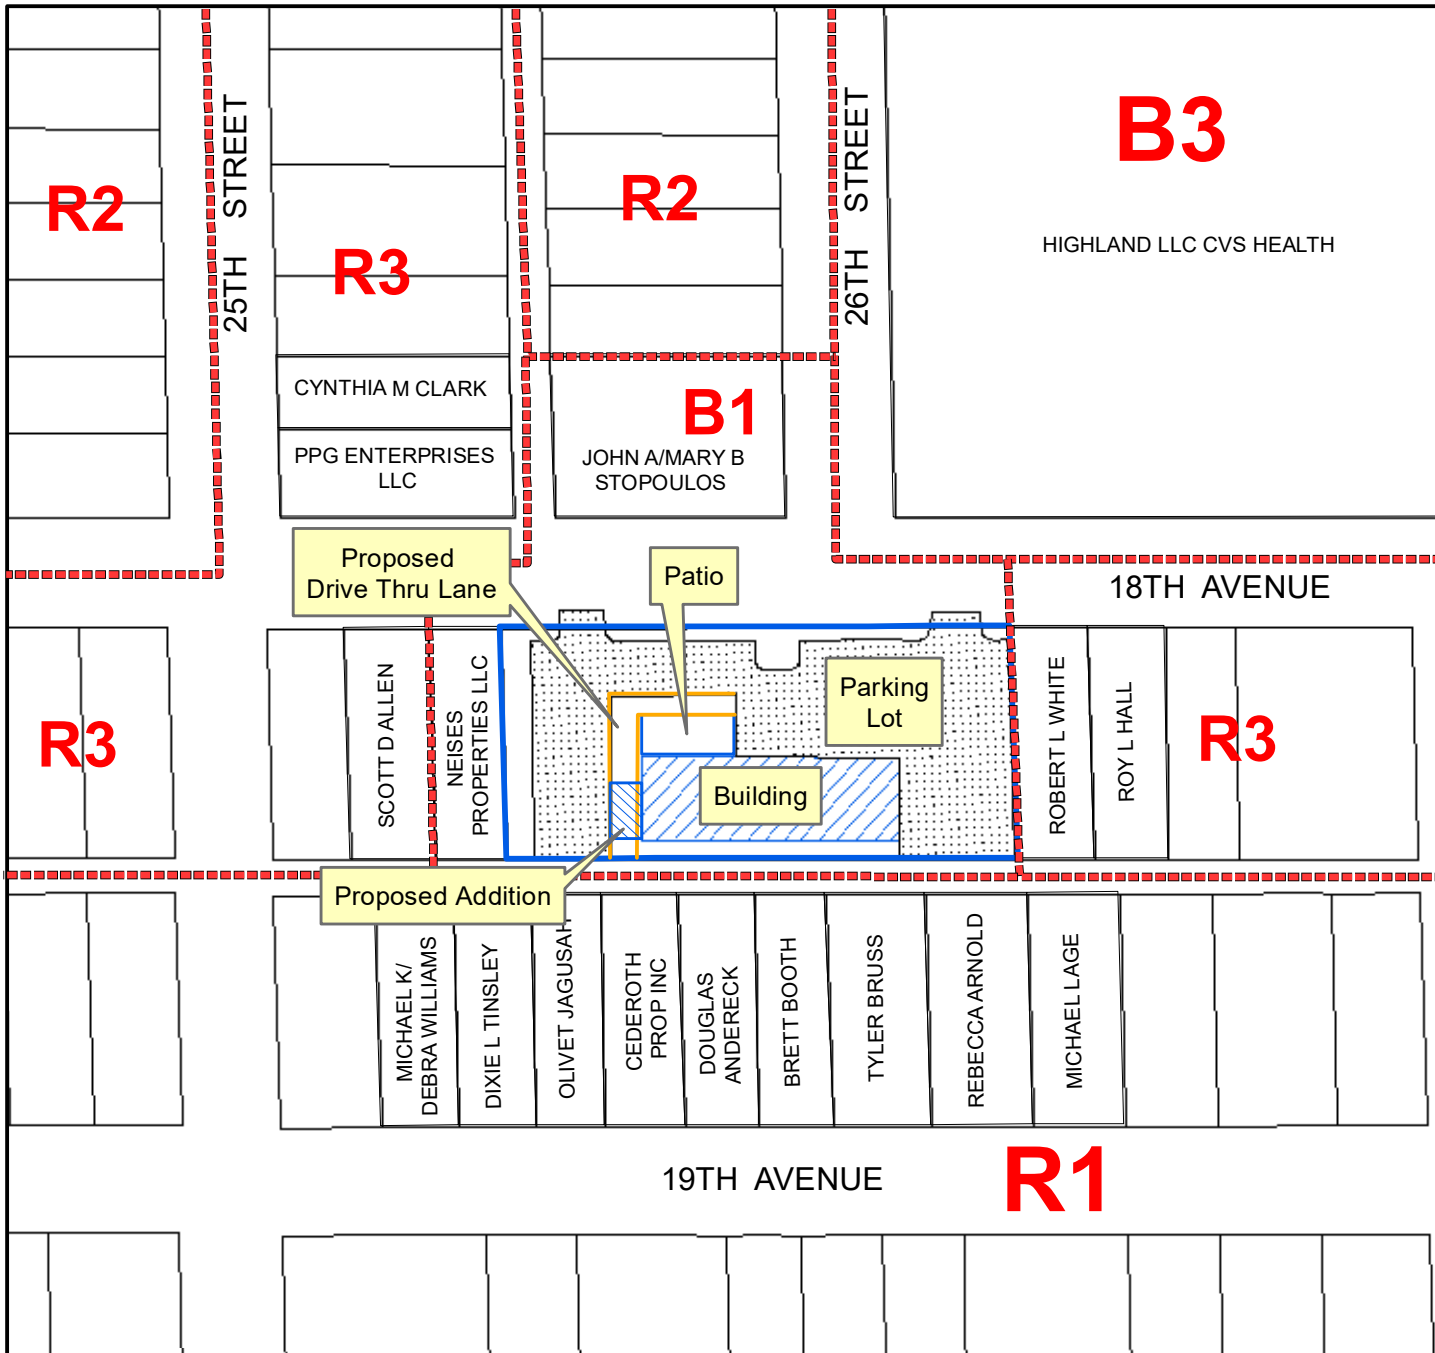 25TH STREET
26TH STREET
B3
R2
R2
R3
HIGHLAND LLC CVS HEALTH
CYNTHIA M CLARK
B1
PPG ENTERPRISES
LLC
JOHN A/MARY B
STOPOULOS
Proposed
Drive Thru Lane
Patio
18TH AVENUE
R3
SCOTT D ALLEN
NEISES
PROPERTIES LLC
Parking
Lot
Building
ROBERT L WHITE
ROY L HALL
R3
Proposed Addition
MICHAEL K/
DEBRA WILLIAMS
DIXIE L TINSLEY
OLIVET JAGUSAH
CEDEROTH
PROP INC
DOUGLAS
ANDERECK
BRETT BOOTH
TYLER BRUSS
REBECCA ARNOLD
MICHAEL LAGE
19TH AVENUE
R1